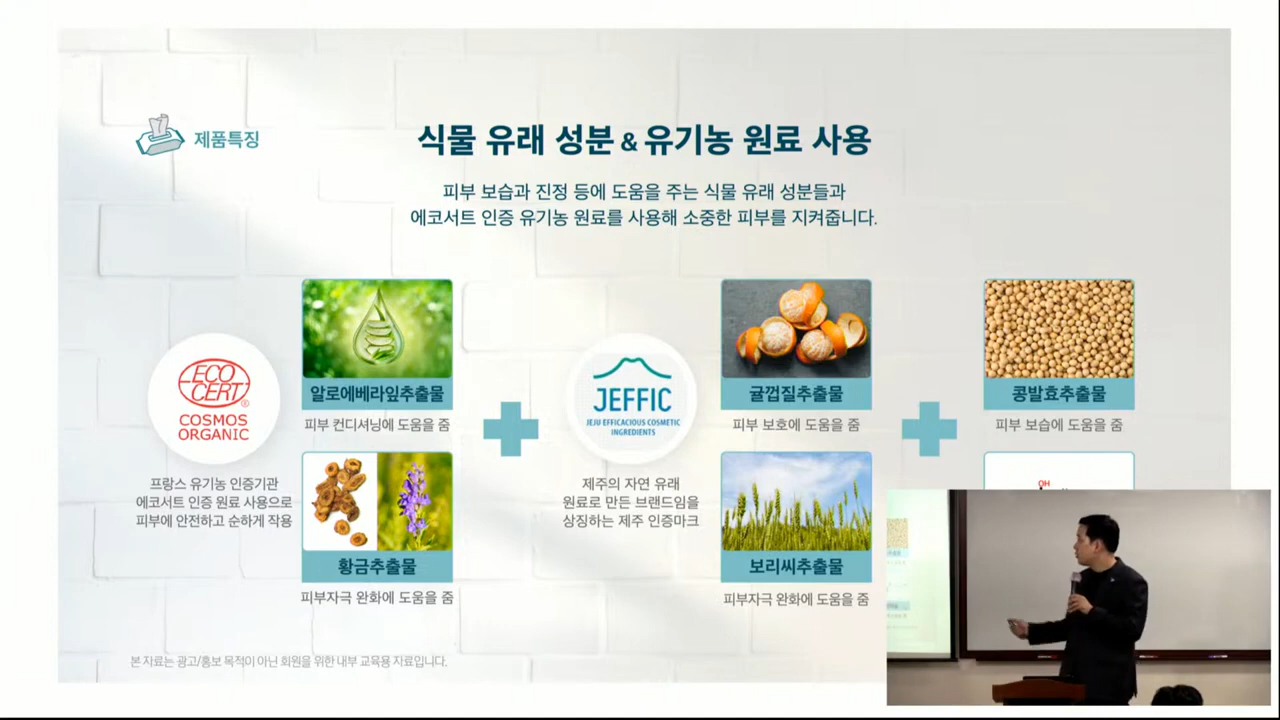 제품특징
식물 유래 성분 & 유기농 원료 사용
피부 보습과 진정 등에 도움을 주는 식물 유래 성분들과
에코서트 인증 유기농 원료를 사용해 소중한 피부를 지켜줍니다.
ECO
CERT
COSMOS
ORGANIC
프랑스 유기농 인증기관
에코서트 인증 원료 사용으로
피부에 안전하고 순하게 작용
알로에베라잎추출물
피부 컨디셔닝에 도움을 줌
황금추출물
피부자극 완화에 도움을 줌
JEFFIC
JEJU EFFICACIOUS COSMETIC
INGREDIENTS
제주의 자연 유래
원료로 만든 브랜드임을
상징하는 제주 인증마크
귤껍질추출물
피부 보호에 도움을 줌
보리씨추출물
피부자극 완화에 도움을 줌
콩발효추출물
피부 보습에 도움을 줌
OH
본 자료는 광고/홍보 목적이 아닌 회원을 위한 내부 교육용 자료입니다.